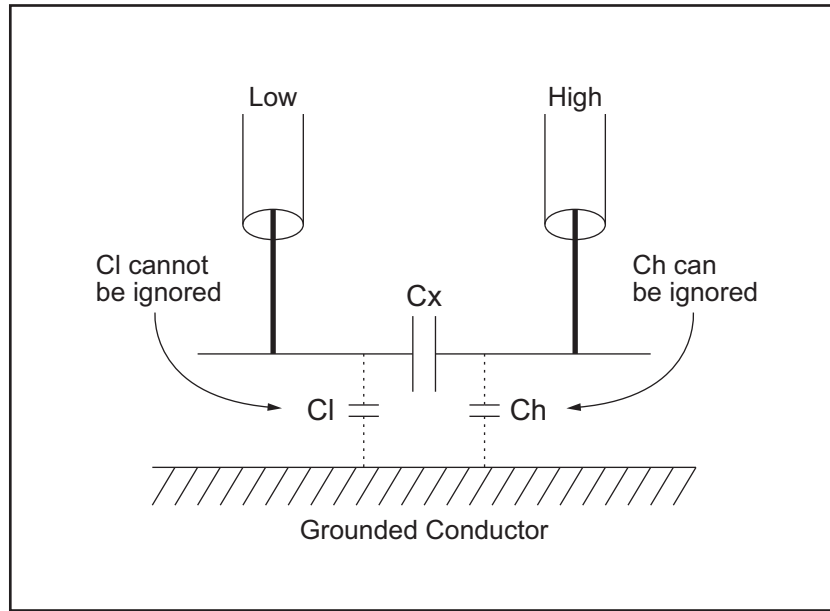 Low
High
Cl cannot
be ignored
Ch can
be ignored
Cx
Cl
Ch
Grounded Conductor